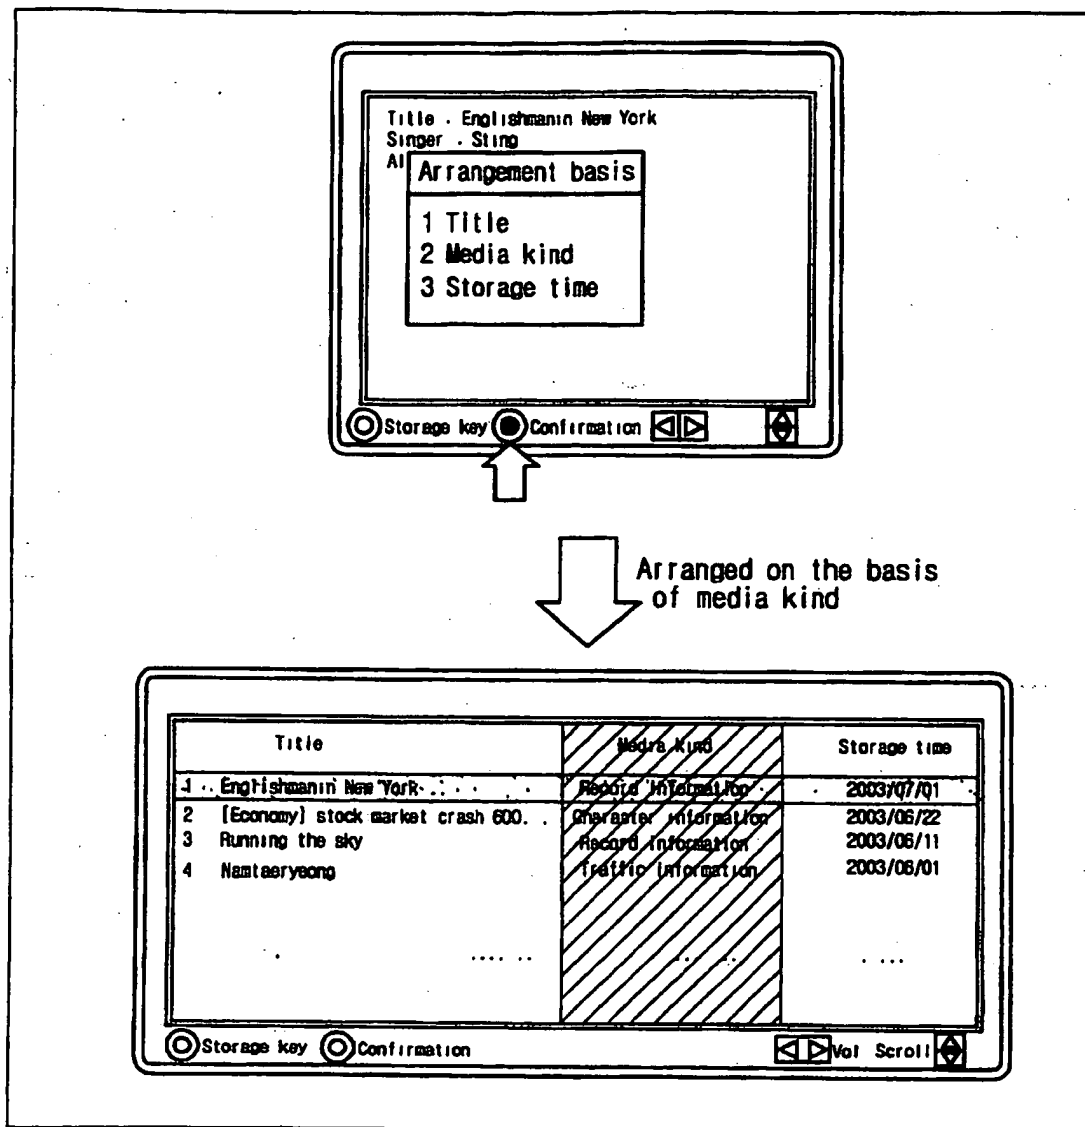 Title . Englishmanin New York
Singer . Sting
Al
Arrangement basis
1 Title
2 Media kind
3 Storage time
Storage key Confirmation
Arranged on the basis
of media kind
Title Media Kind Storage time
1 Englishmanin New York Record Information 2003/07/01
2 [Economy] stock market crash 600. . Character information 2003/06/22
3 Running the sky Record information 2003/06/11
4 Namtaeryeong Traffic information 2003/06/01
Storage key Confirmation Vol Scroll